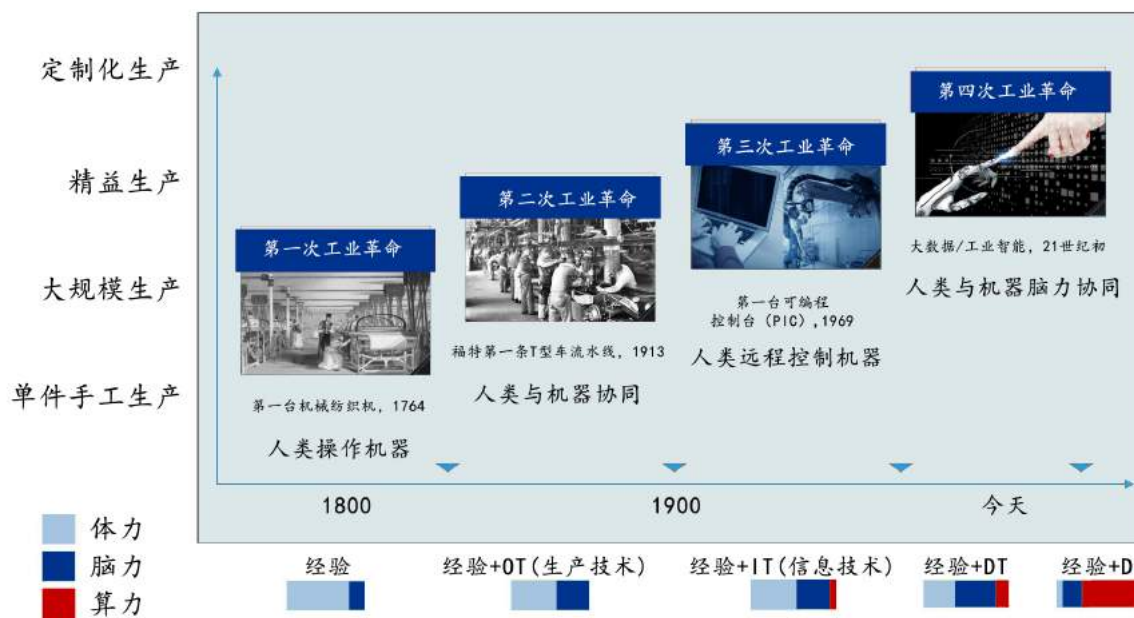 定制化生产
精益生产
大规模生产
单件手工生产
第一次工业革命
第一台机械纺织机, 1764
人类操作机器
第二次工业革命
福特第一条T型车流水线, 1913
人类与机器协同
第三次工业革命
第一台可编程
控制台 (PIC) ,1969
人类远程控制机器
第四次工业革命
大数据/工业智能, 21世纪初
人类与机器脑力协同
1800
1900
今天
体力
脑力
算力
经验
经验+OT(生产技术)
经验+IT(信息技术)
经验+DT
经验+D